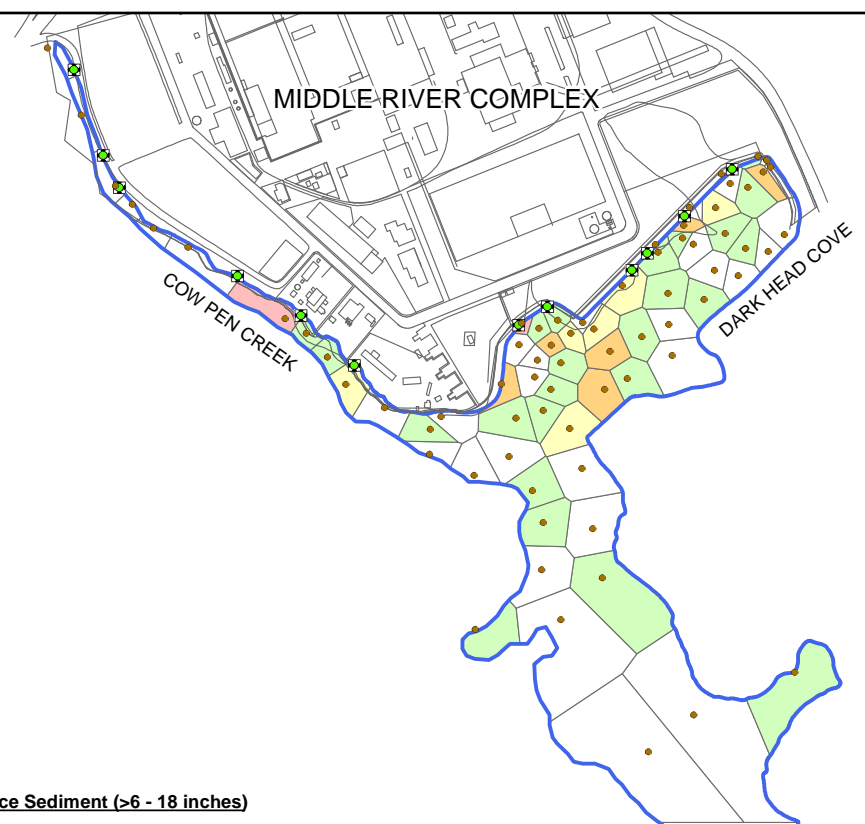 MIDDLE RIVER COMPLEX
COW PEN CREEK
DARK HEAD COVE
ce Sediment (>6 - 18 inches)